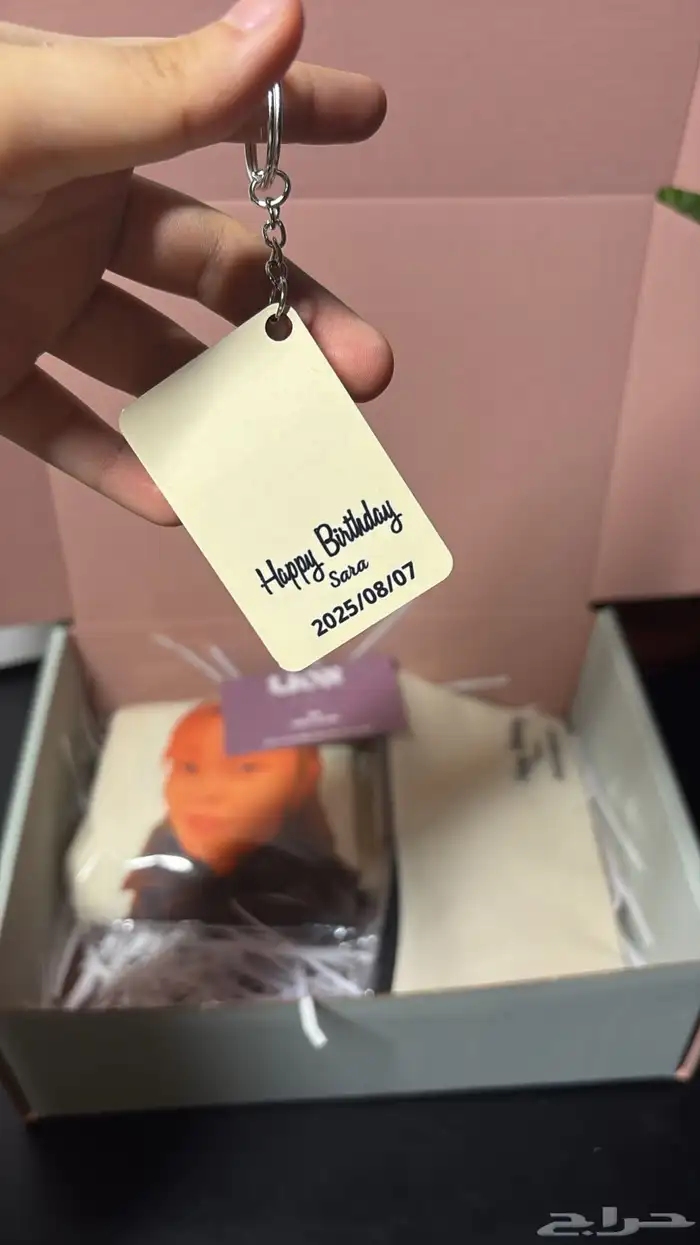 Happy Birthday
Sara
2025/08/07
حراج